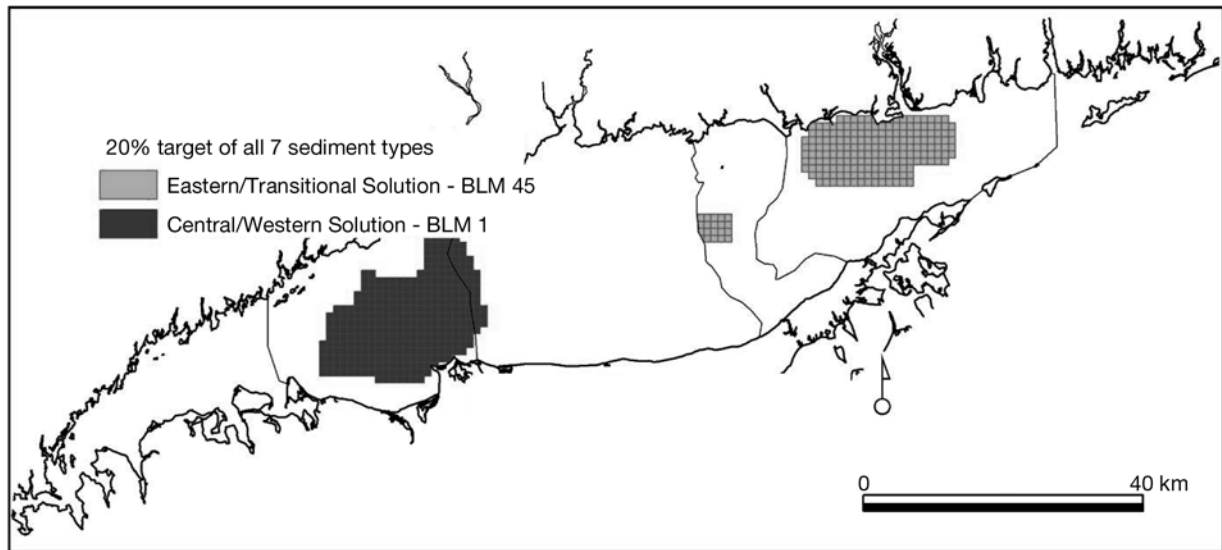 20% target of all 7 sediment types
Eastern/Transitional Solution - BLM 45
Central/Western Solution - BLM 1
0 40 km